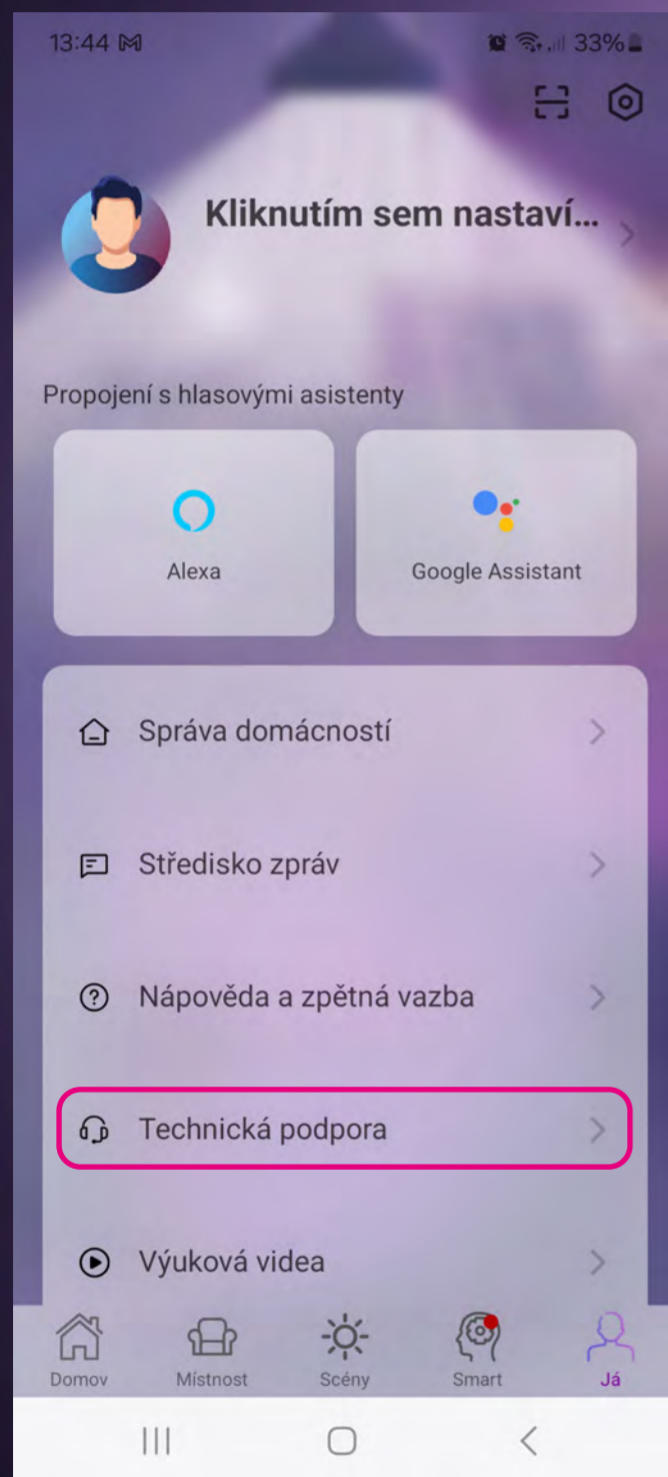 13:44
33%
Kliknutím sem nastaví...
Propojení s hlasovými asistenty
Alexa
Google Assistant
Správa domácností
Středisko zpráv
Nápověda a zpětná vazba
Technická podpora
Výuková videa
Domov
Místnost
Scény
Smart
Já